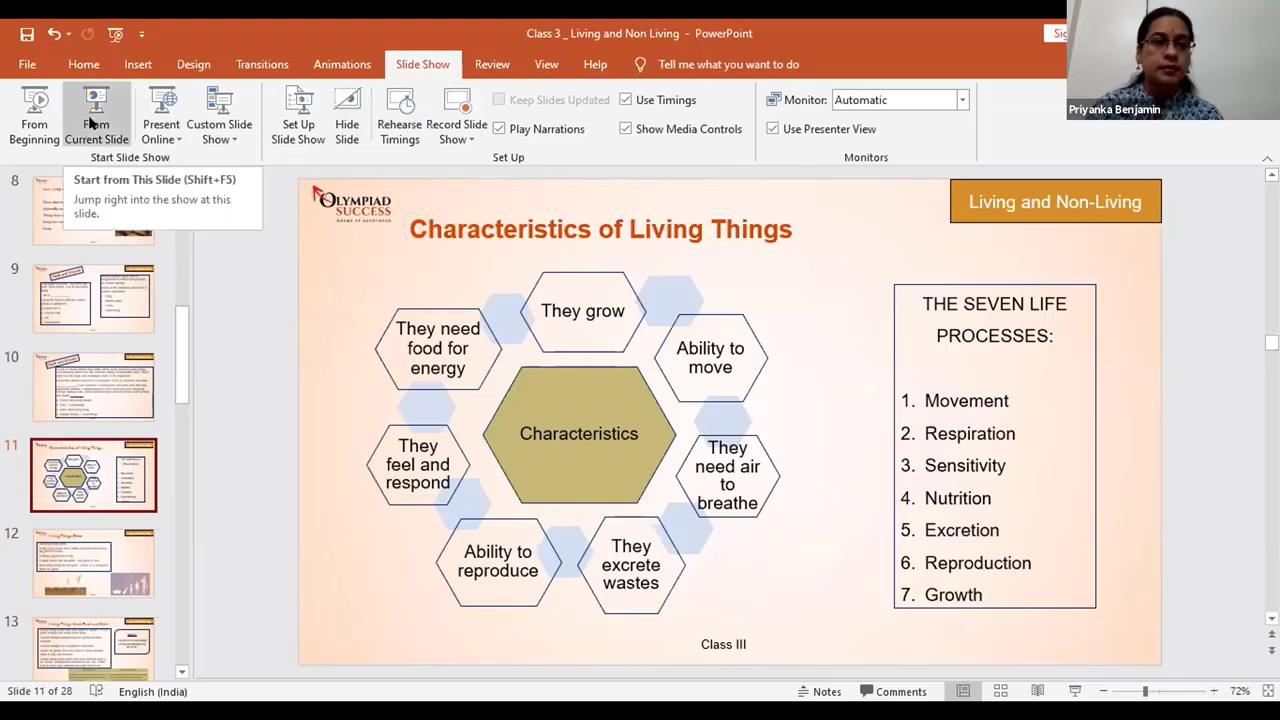 Class 3 _ Living and Non Living - PowerPoint
File Home Insert Design Transitions Animations Slide Show Review View Help Tell me what you want to do
Priyanka Benjamin
From Beginning
From Current Slide
Present Online
Custom Slide Show
Set Up Slide Show
Hide Slide
Rehearse Timings
Record Slide Show
Keep Slides Updated
Play Narrations
Use Timings
Show Media Controls
Monitor: Automatic
Use Presenter View
Start Slide Show
Set Up
Monitors
Start from This Slide (Shift+F5)
Jump right into the show at this
slide.
8
9
10
11
12
13
OLYMPIAD
SUCCESS
Living and Non-Living
Characteristics of Living Things
They grow
They need
food for
energy
Ability to
move
Characteristics
They
feel and
respond
They
need air
to
breathe
Ability to
reproduce
They
excrete
wastes
THE SEVEN LIFE
PROCESSES:
1. Movement
2. Respiration
3. Sensitivity
4. Nutrition
5. Excretion
6. Reproduction
7. Growth
Class III
Slide 11 of 28 English (India) Notes Comments 72%